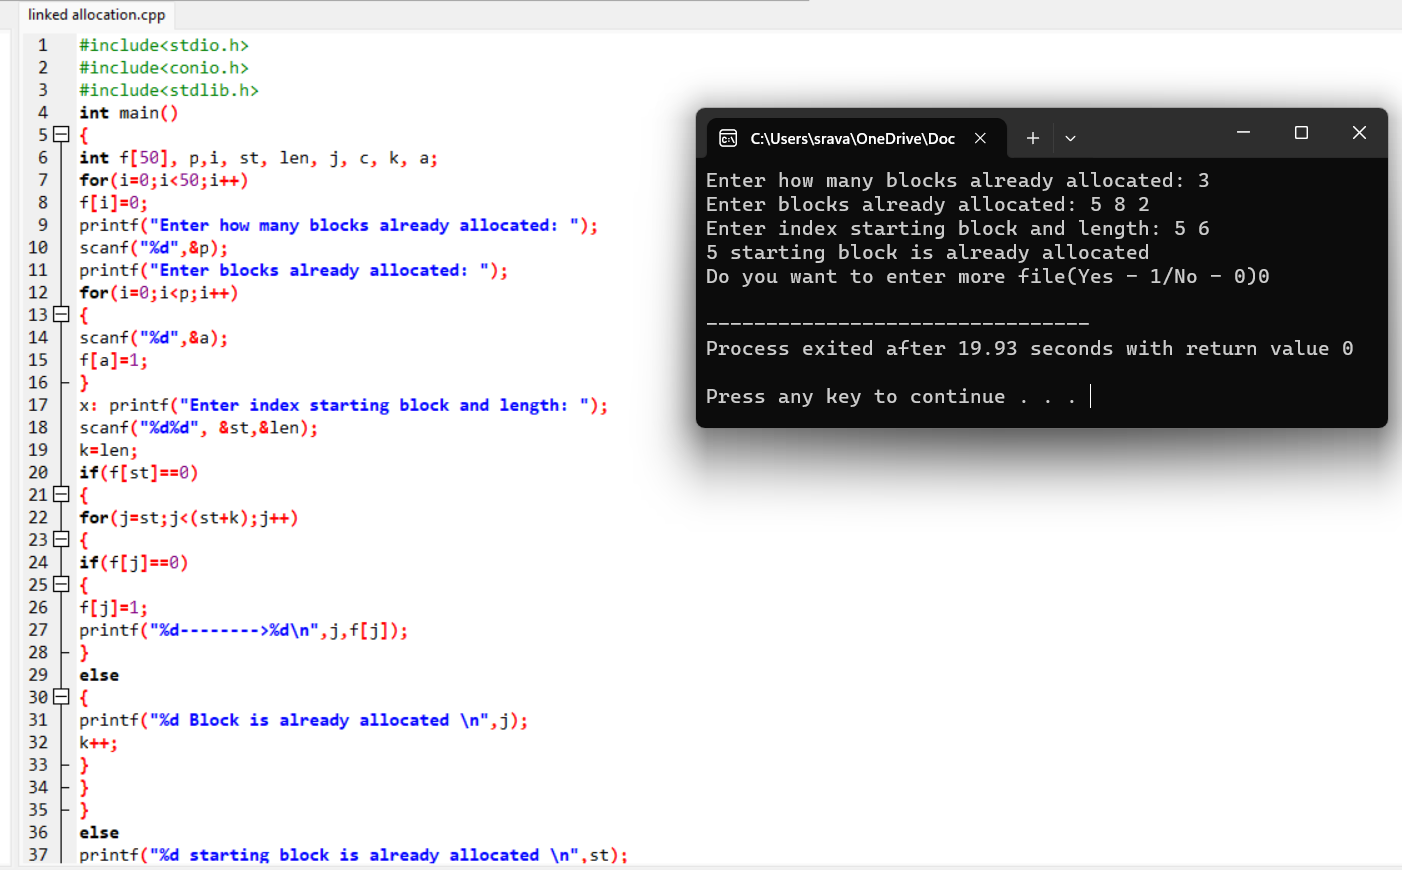 linked allocation.cpp
1 #include<stdio.h>
2 #include<conio.h>
3 #include<stdlib.h>
4 int main()
5 {
6 int f[50], p,i, st, len, j, c, k, a;
7 for(i=0;i<50;i++)
8 f[i]=0;
9 printf("Enter how many blocks already allocated: ");
10 scanf("%d",&p);
11 printf("Enter blocks already allocated: ");
12 for(i=0;i<p;i++)
13 {
14 scanf("%d",&a);
15 f[a]=1;
16 }
17 x: printf("Enter index starting block and length: ");
18 scanf("%d%d", &st,&len);
19 k=len;
20 if(f[st]==0)
21 {
22 for(j=st;j<(st+k);j++)
23 {
24 if(f[j]==0)
25 {
26 f[j]=1;
27 printf("%d-------->%d\n",j,f[j]);
28 }
29 else
30 {
31 printf("%d Block is already allocated \n",j);
32 k++;
33 }
34 }
35 }
36 else
37 printf("%d starting block is already allocated \n",st);
C:\Users\srava\OneDrive\Doc
Enter how many blocks already allocated: 3
Enter blocks already allocated: 5 8 2
Enter index starting block and length: 5 6
5 starting block is already allocated
Do you want to enter more file(Yes - 1/No - 0)0
--------------------------------
Process exited after 19.93 seconds with return value 0
Press any key to continue . . .